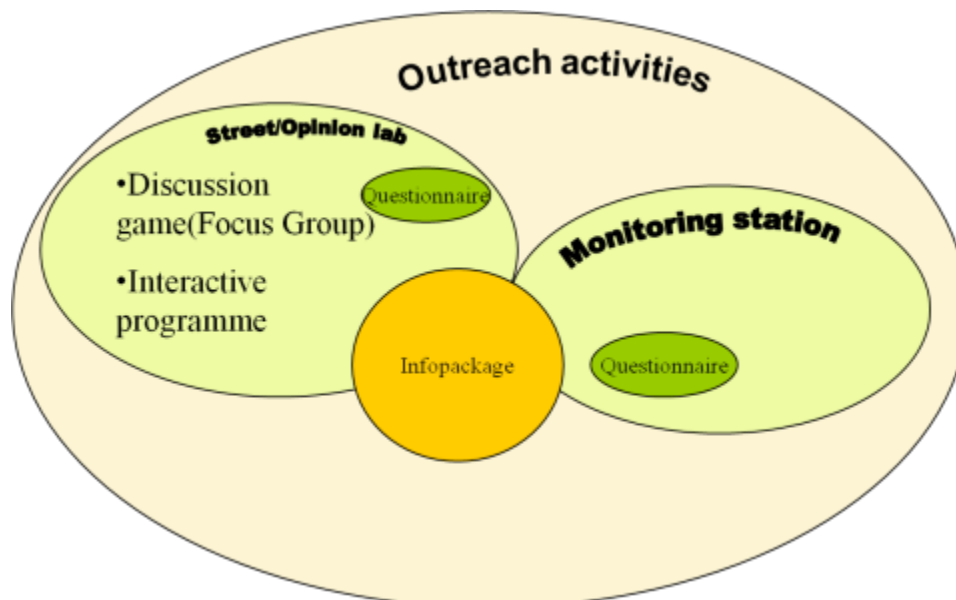 Outreach activities
Street/Opinion lab
•Discussion
game(Focus Group)
Questionnaire
•Interactive
programme
Monitoring station
Infopackage
Questionnaire